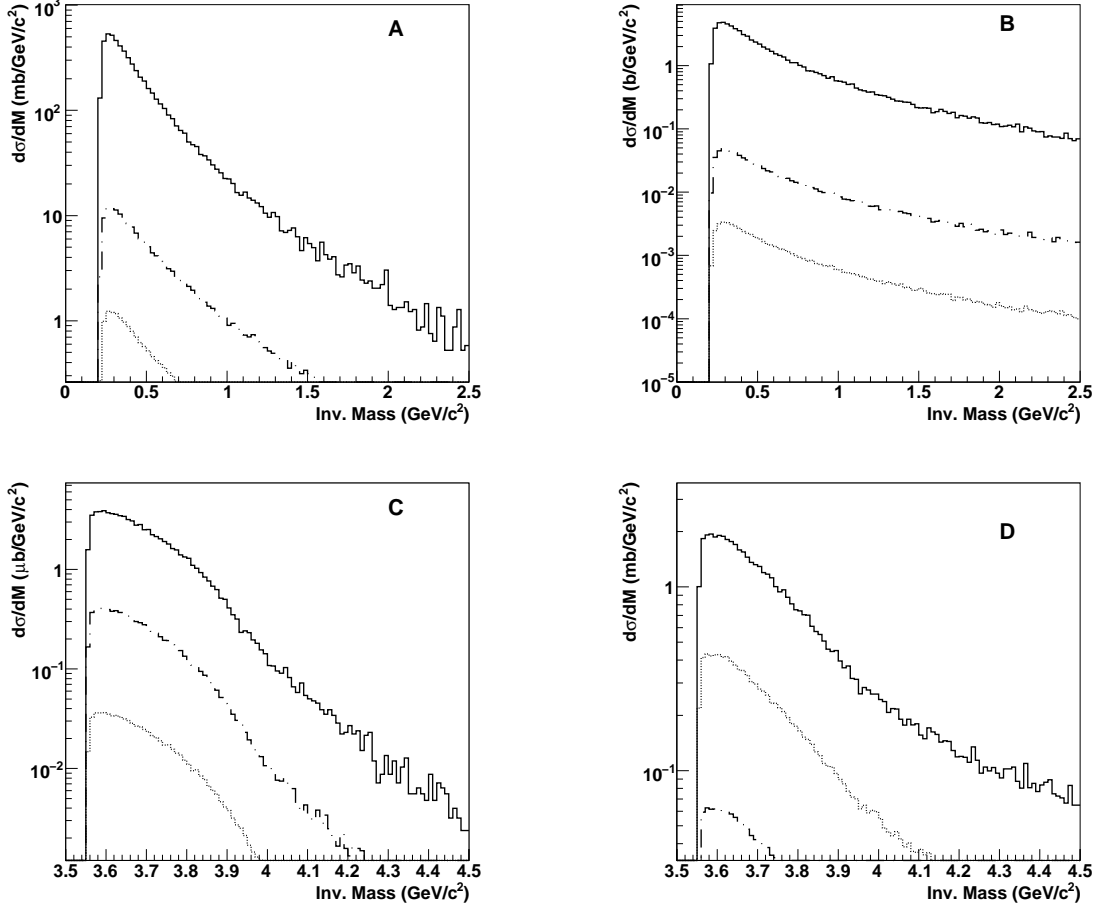 A
dσ/dM (mb/GeV/c²)
10³
10²
10
1
0 0.5 1 1.5 2 2.5
Inv. Mass (GeV/c²)
B
dσ/dM (b/GeV/c²)
1
10⁻¹
10⁻²
10⁻³
10⁻⁴
10⁻⁵
0 0.5 1 1.5 2 2.5
Inv. Mass (GeV/c²)
C
dσ/dM (μb/GeV/c²)
1
10⁻¹
10⁻²
3.5 3.6 3.7 3.8 3.9 4 4.1 4.2 4.3 4.4 4.5
Inv. Mass (GeV/c²)
D
dσ/dM (mb/GeV/c²)
1
10⁻¹
3.5 3.6 3.7 3.8 3.9 4 4.1 4.2 4.3 4.4 4.5
Inv. Mass (GeV/c²)